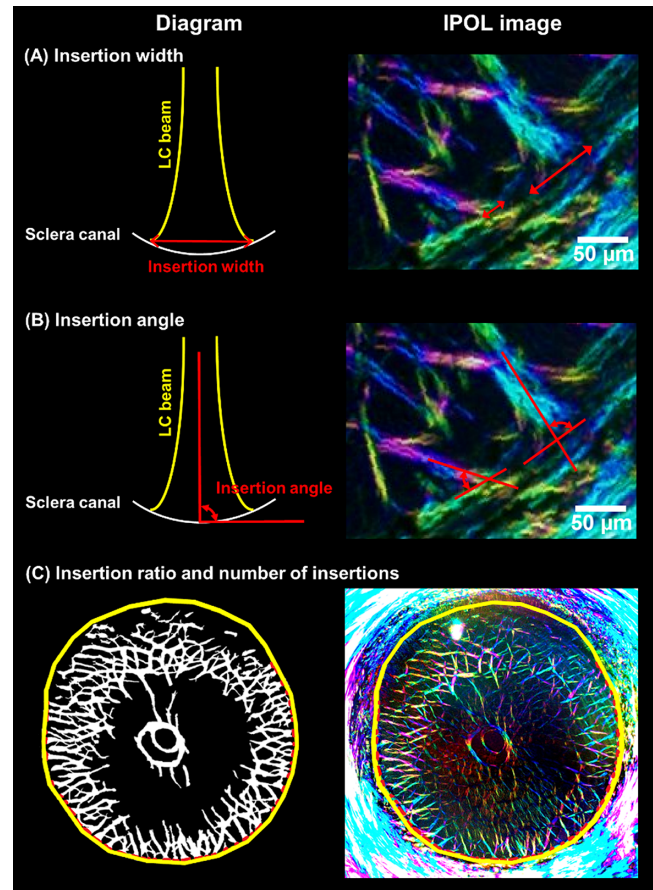 Diagram
IPOL image
(A) Insertion width
LC beam
Sclera canal
Insertion width
50 µm
(B) Insertion angle
LC beam
Insertion angle
Sclera canal
50 µm
(C) Insertion ratio and number of insertions